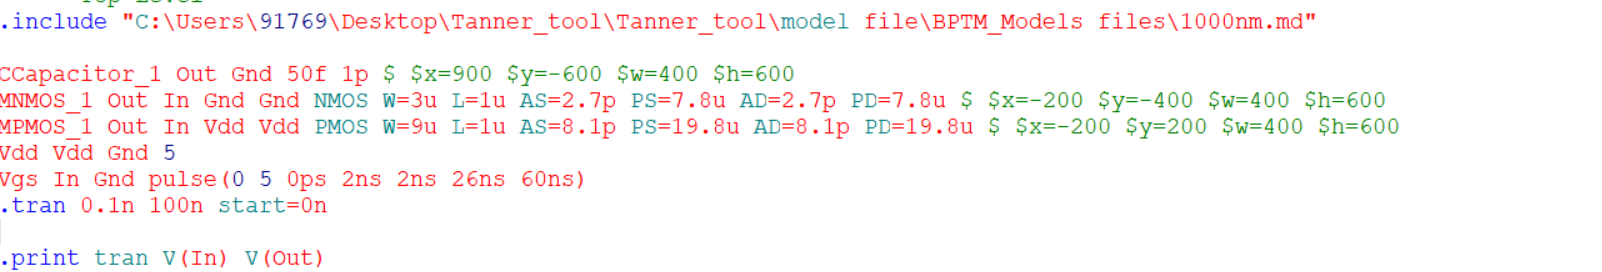 .include "C:\Users\91769\Desktop\Tanner_tool\Tanner_tool\model file\BPTM_Models files\1000nm.md"
CCapacitor_1 Out Gnd 50f 1p $ $x=900 $y=-600 $w=400 $h=600
MNMOS_1 Out In Gnd Gnd NMOS W=3u L=1u AS=2.7p PS=7.8u AD=2.7p PD=7.8u $ $x=-200 $y=-400 $w=400 $h=600
MPMOS_1 Out In Vdd Vdd PMOS W=9u L=1u AS=8.1p PS=19.8u AD=8.1p PD=19.8u $ $x=-200 $y=200 $w=400 $h=600
Vdd Vdd Gnd 5
Vgs In Gnd pulse(0 5 0ps 2ns 2ns 26ns 60ns)
.tran 0.1n 100n start=0n
.print tran V(In) V(Out)